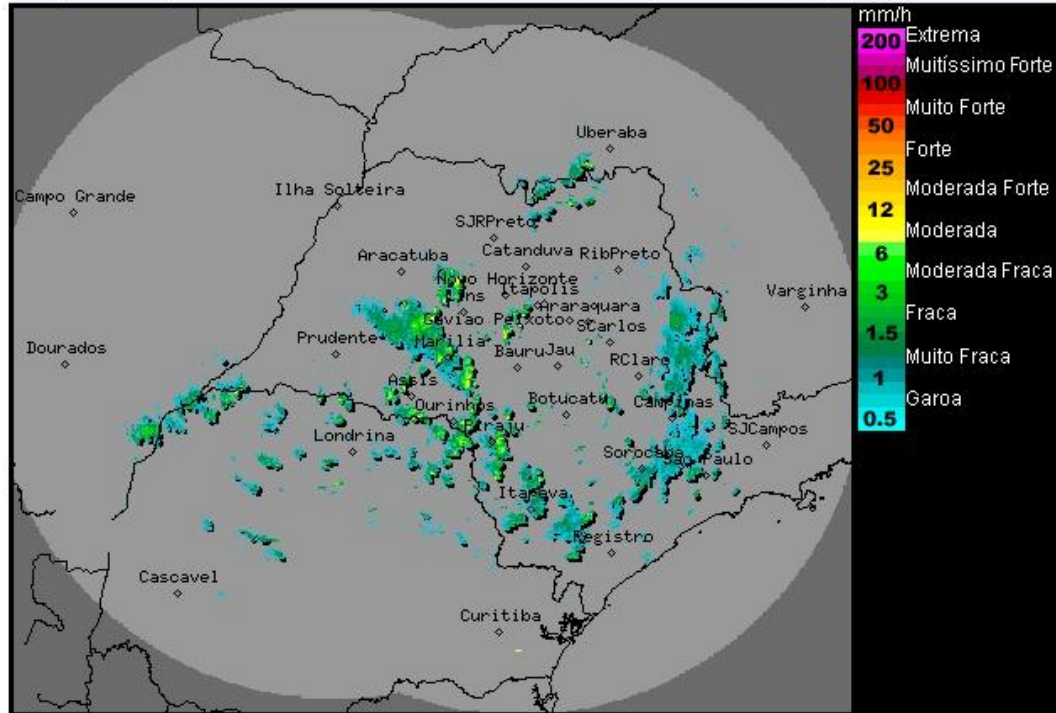 mm/h
200
Extrema
Muitíssimo Forte
100
Muito Forte
50
Forte
25
Moderada Forte
12
Moderada
6
Moderada Fraca
3
Fraca
1.5
Muito Fraca
1
Garoa
0.5
Uberaba
Campo Grande
Ilha Solteira
SJRPreto
Catanduva
RibPreto
Aracatuba
Novo Horizonte
Itapolis
Lins
Araraquara
Varginha
Gaviao Peixoto
SCarlos
Prudente
Marilia
Dourados
Bauru
Jau
RClaro
Assis
Ourinhos
Botucatu
Campinas
Piraju
Londrina
SJCampos
Sorocaba
Sao Paulo
Itapeva
Registro
Cascavel
Curitiba